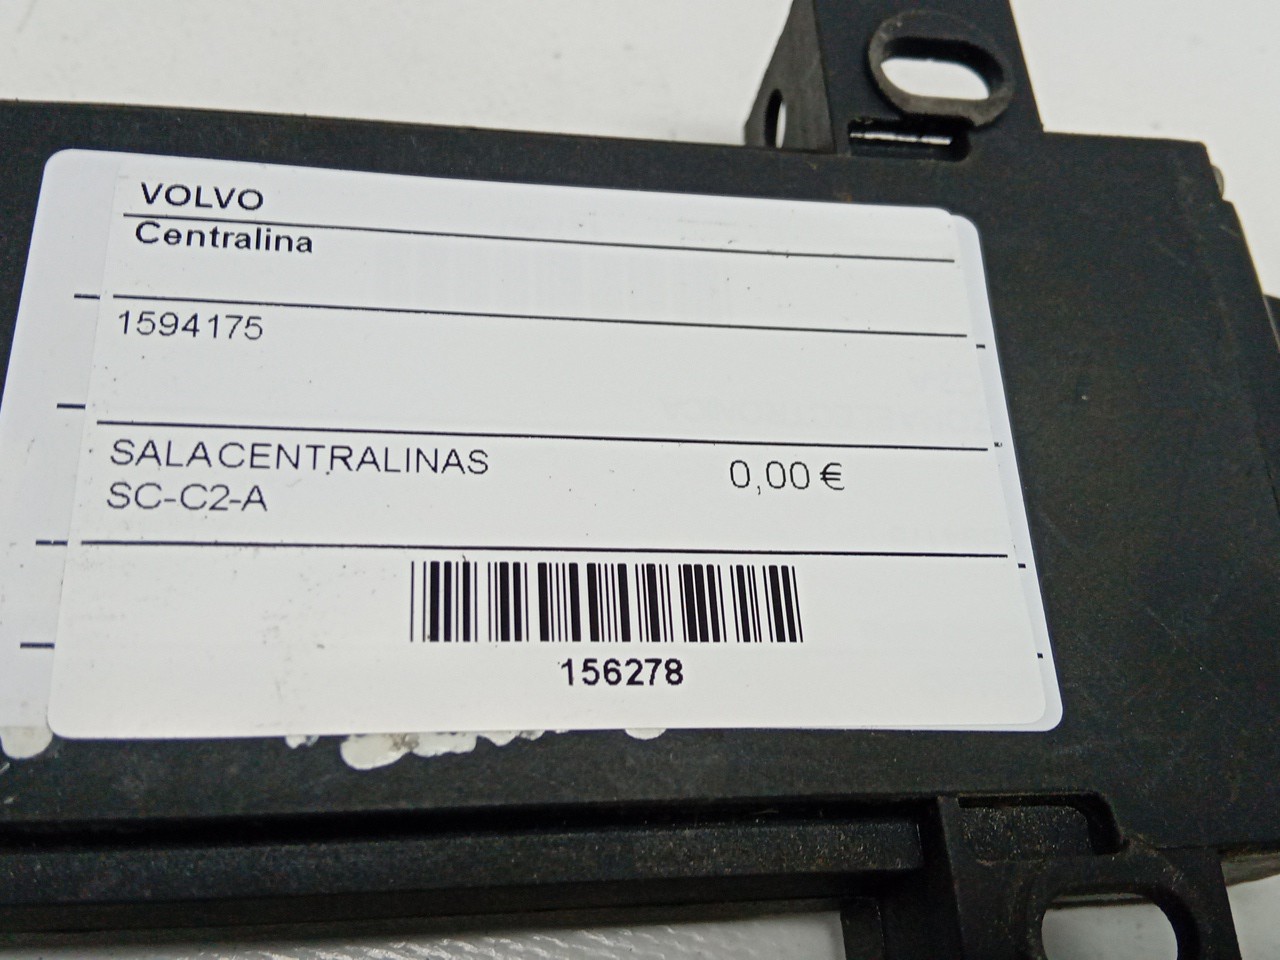 VOLVO
Centralina
1594175
SALACENTRALINAS 0,00 €
SC-C2-A
156278